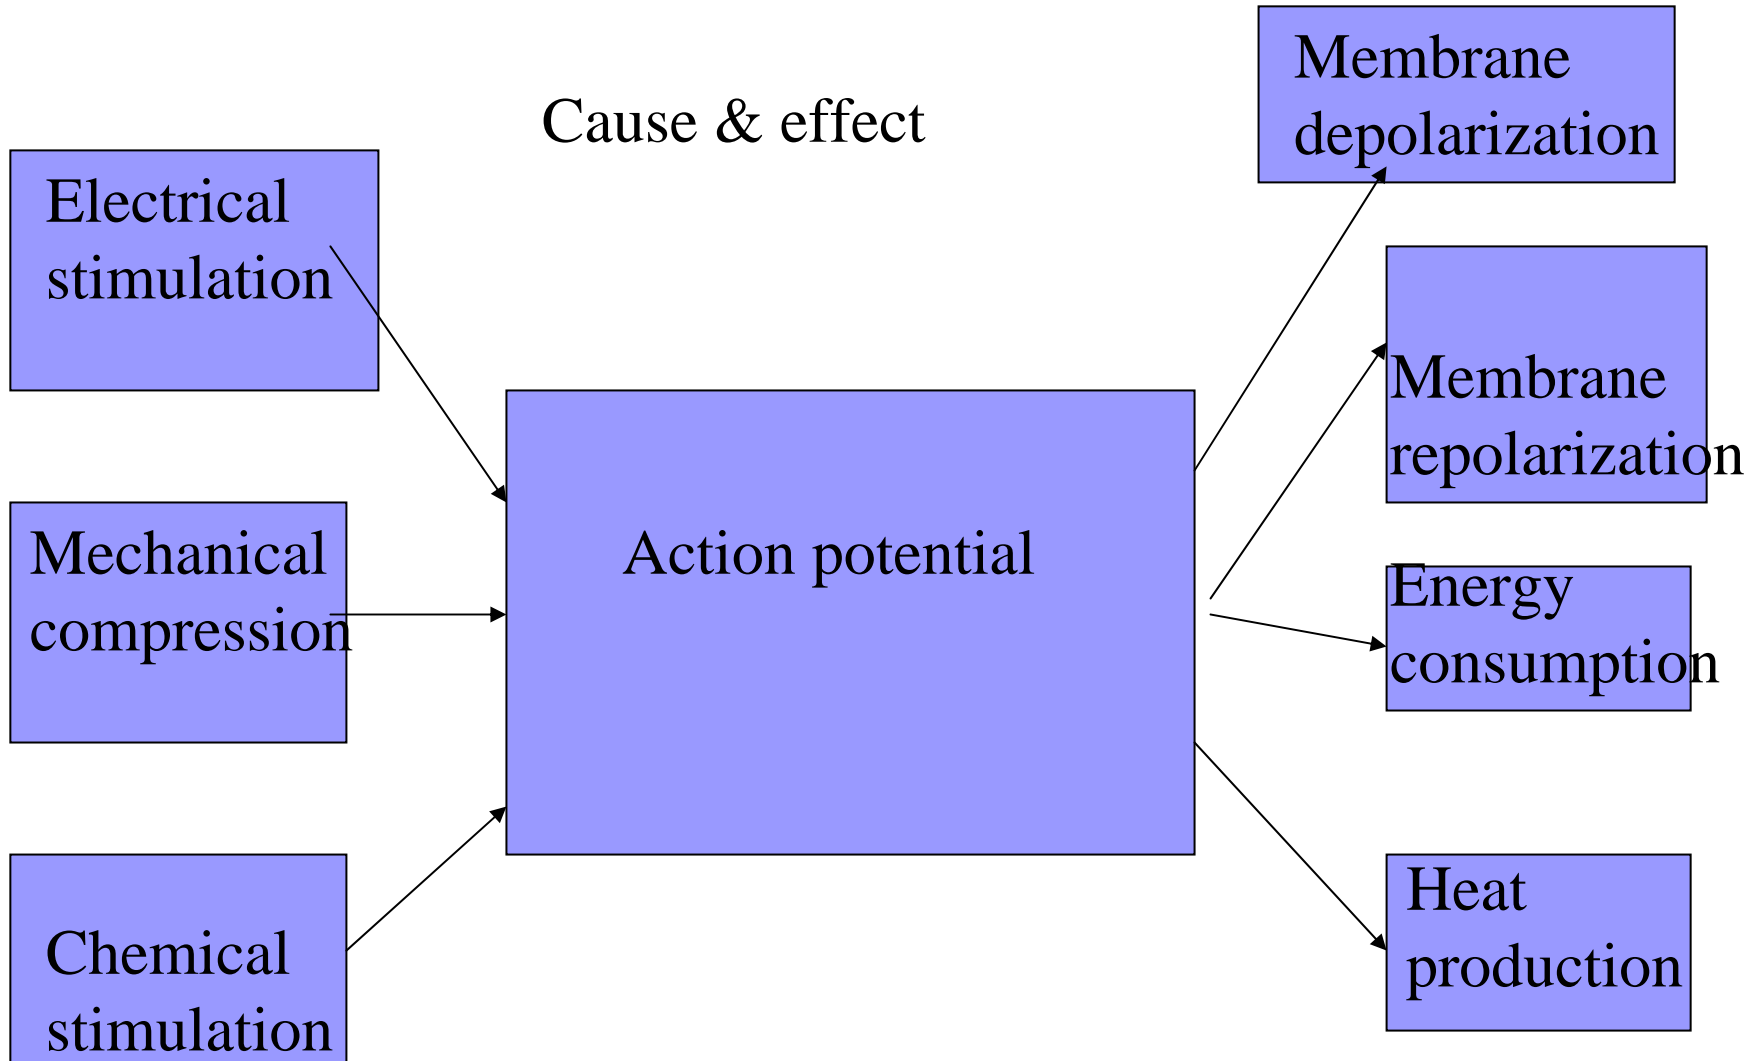 Cause & effect
Electrical
stimulation
Mechanical
compression
Chemical
stimulation
Action potential
Membrane
depolarization
Membrane
repolarization
Energy
consumption
Heat
production